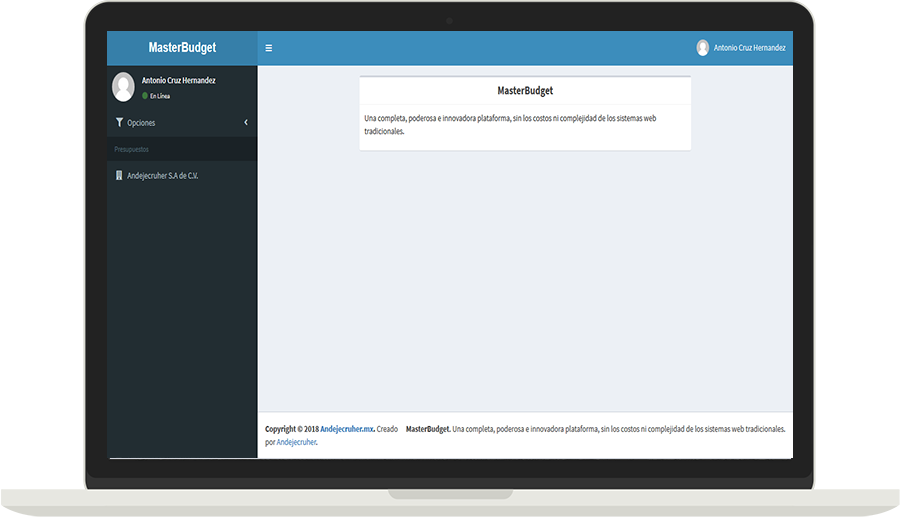 MasterBudget
Antonio Cruz Hernandez
Antonio Cruz Hernandez
En Línea
Opciones
Presupuestos
Andejecruher S.A de C.V.
MasterBudget
Una completa, poderosa e innovadora plataforma, sin los costos ni complejidad de los sistemas web
tradicionales.
Copyright © 2018 Andejecruher.mx. Creado
por Andejecruher.
MasterBudget. Una completa, poderosa e innovadora plataforma, sin los costos ni complejidad de los sistemas web tradicionales.